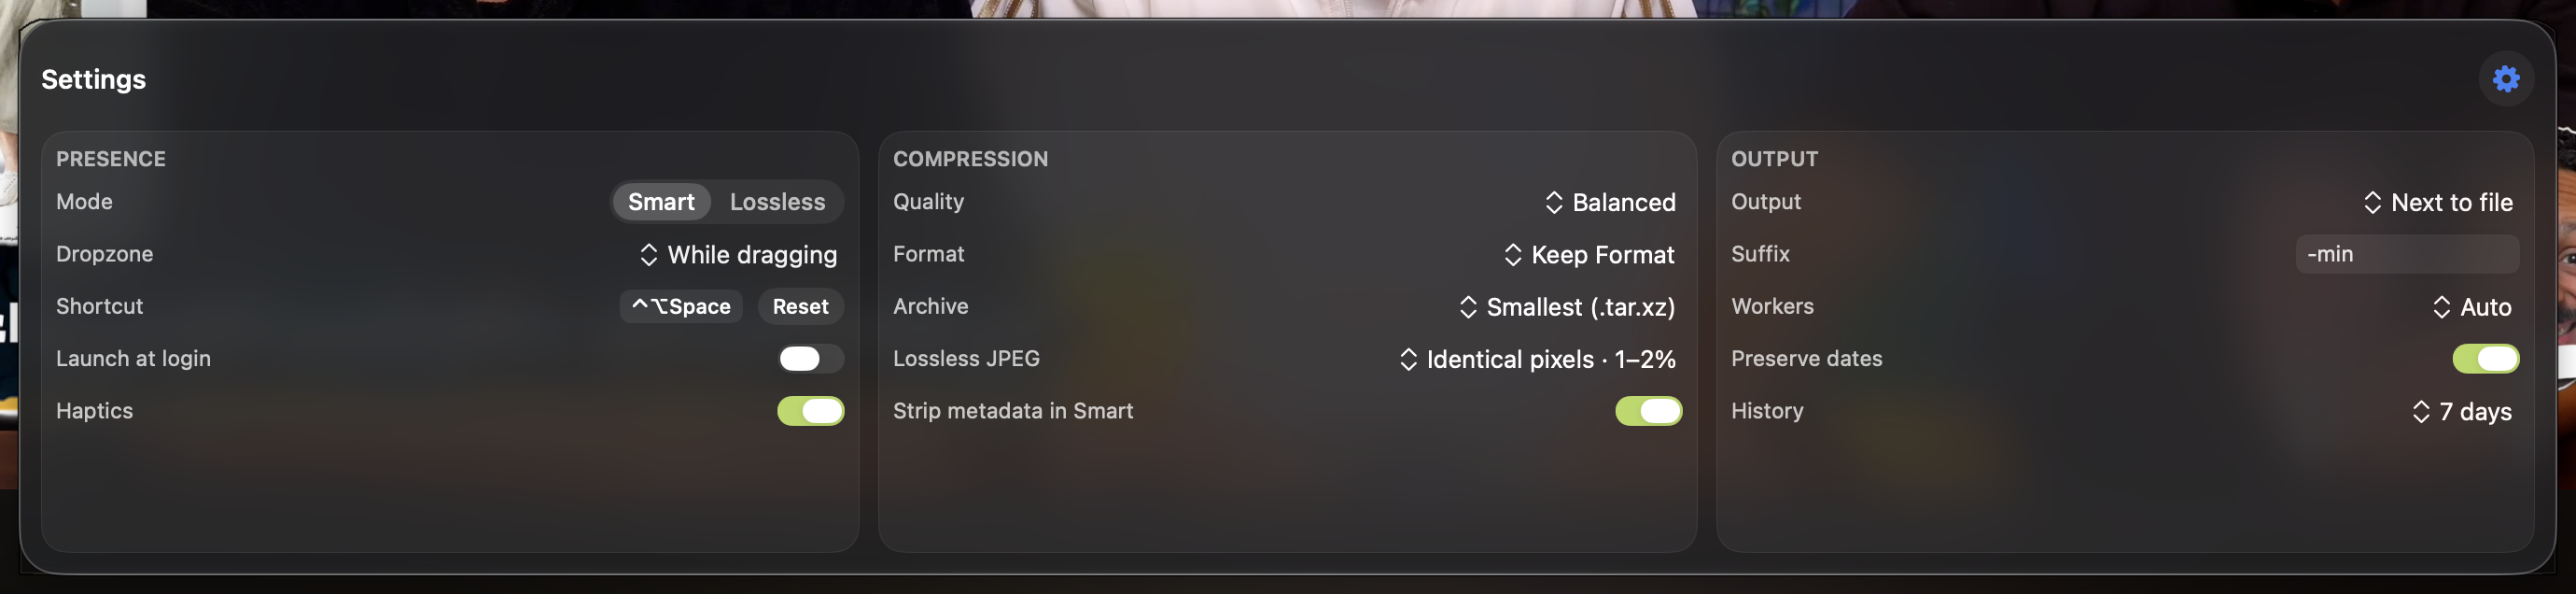 Settings
PRESENCE
Mode
Smart
Lossless
Dropzone
While dragging
Shortcut
^⌥Space
Reset
Launch at login
Haptics
COMPRESSION
Quality
Balanced
Format
Keep Format
Archive
Smallest (.tar.xz)
Lossless JPEG
Identical pixels · 1–2%
Strip metadata in Smart
OUTPUT
Output
Next to file
Suffix
-min
Workers
Auto
Preserve dates
History
7 days